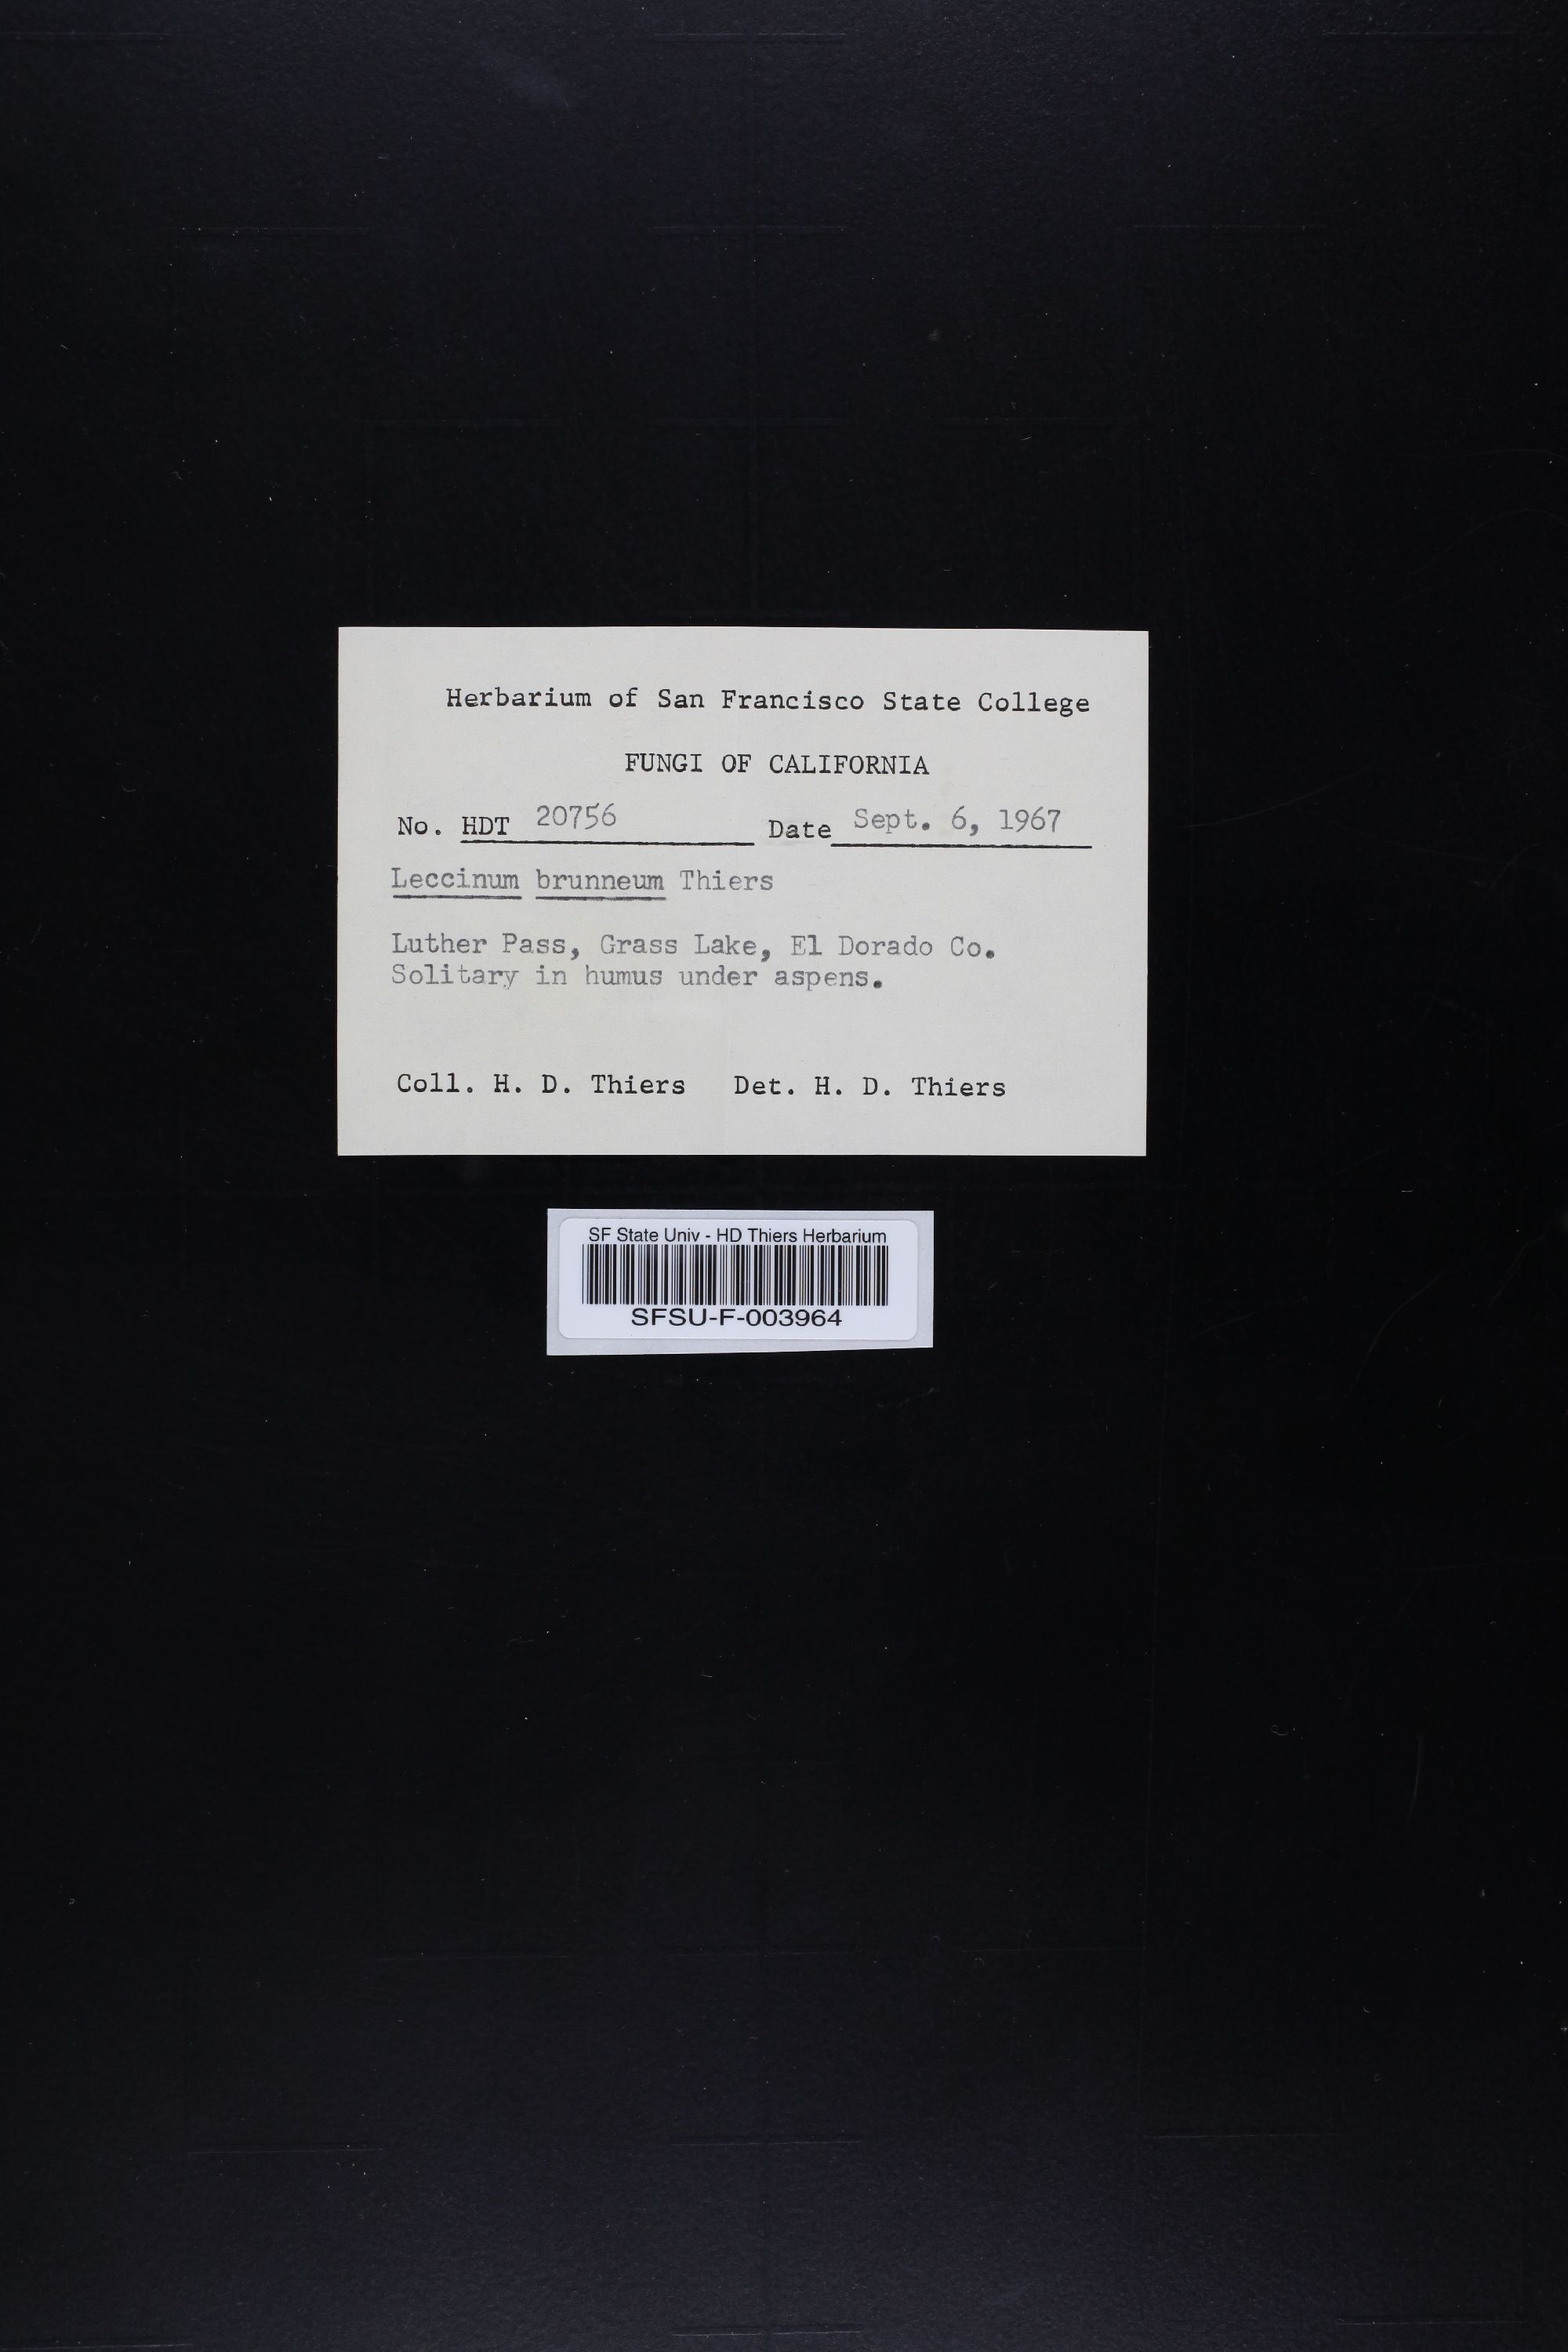 Herbarium of San Francisco State College
FUNGI OF CALIFORNIA
No. HDT 20756 Date Sept. 6, 1967
Leccinum brunneum Thiers
Luther Pass, Grass Lake, El Dorado Co.
Solitary in humus under aspens.
Coll. H. D. Thiers Det. H. D. Thiers
SF State Univ - HD Thiers Herbarium
SFSU-F-003964